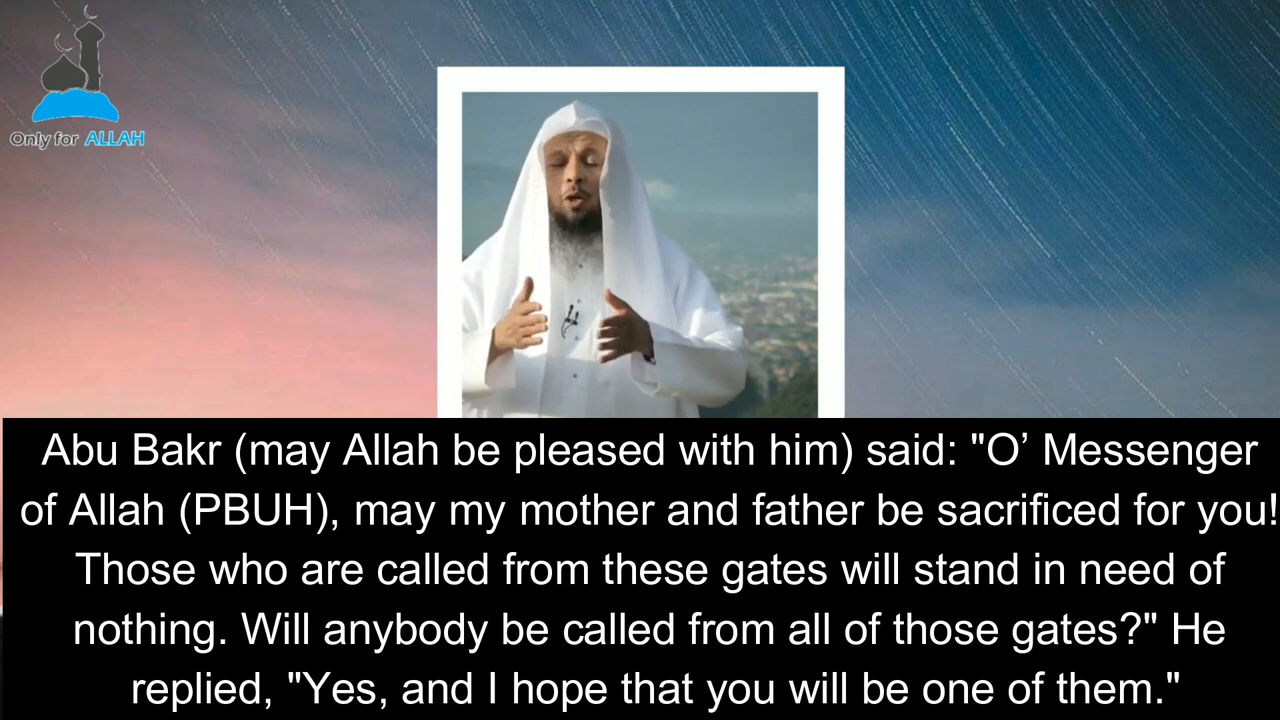 Only for ALLAH
Abu Bakr (may Allah be pleased with him) said: "O’ Messenger
of Allah (PBUH), may my mother and father be sacrificed for you!
Those who are called from these gates will stand in need of
nothing. Will anybody be called from all of those gates?" He
replied, "Yes, and I hope that you will be one of them."